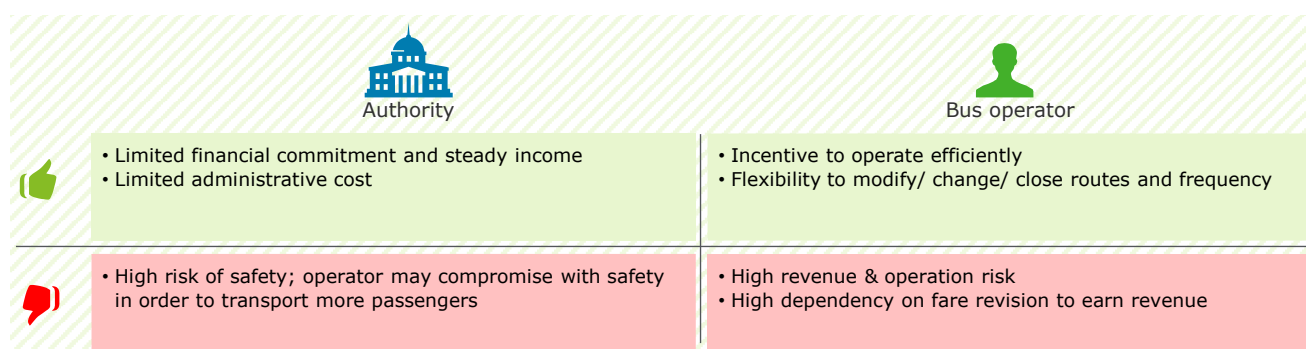 Authority
Bus operator
• Limited financial commitment and steady income
• Limited administrative cost
• Incentive to operate efficiently
• Flexibility to modify/ change/ close routes and frequency
• High risk of safety; operator may compromise with safety
in order to transport more passengers
• High revenue & operation risk
• High dependency on fare revision to earn revenue